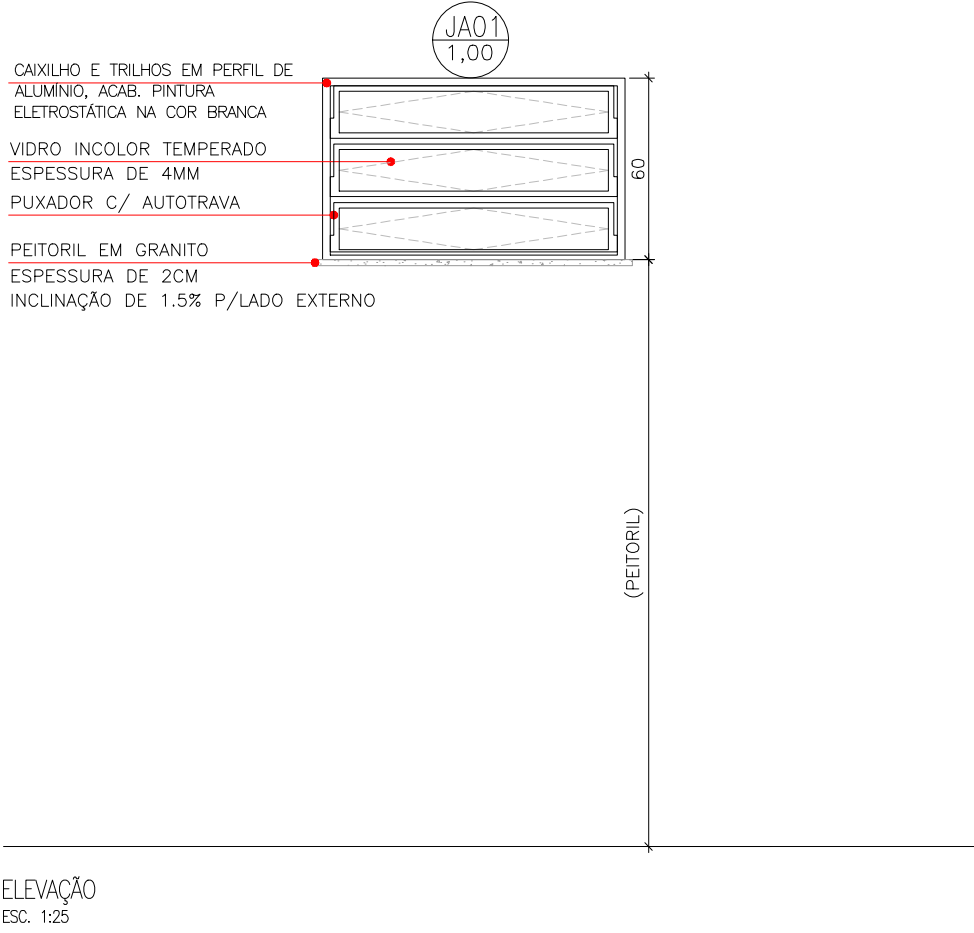 JA01
1,00
CAIXILHO E TRILHOS EM PERFIL DE
ALUMÍNIO, ACAB. PINTURA
ELETROSTÁTICA NA COR BRANCA
VIDRO INCOLOR TEMPERADO
ESPESSURA DE 4MM
PUXADOR C/ AUTOTRAVA
PEITORIL EM GRANITO
ESPESSURA DE 2CM
INCLINAÇÃO DE 1.5% P/LADO EXTERNO
60
(PEITORIL)
ELEVAÇÃO
ESC. 1:25